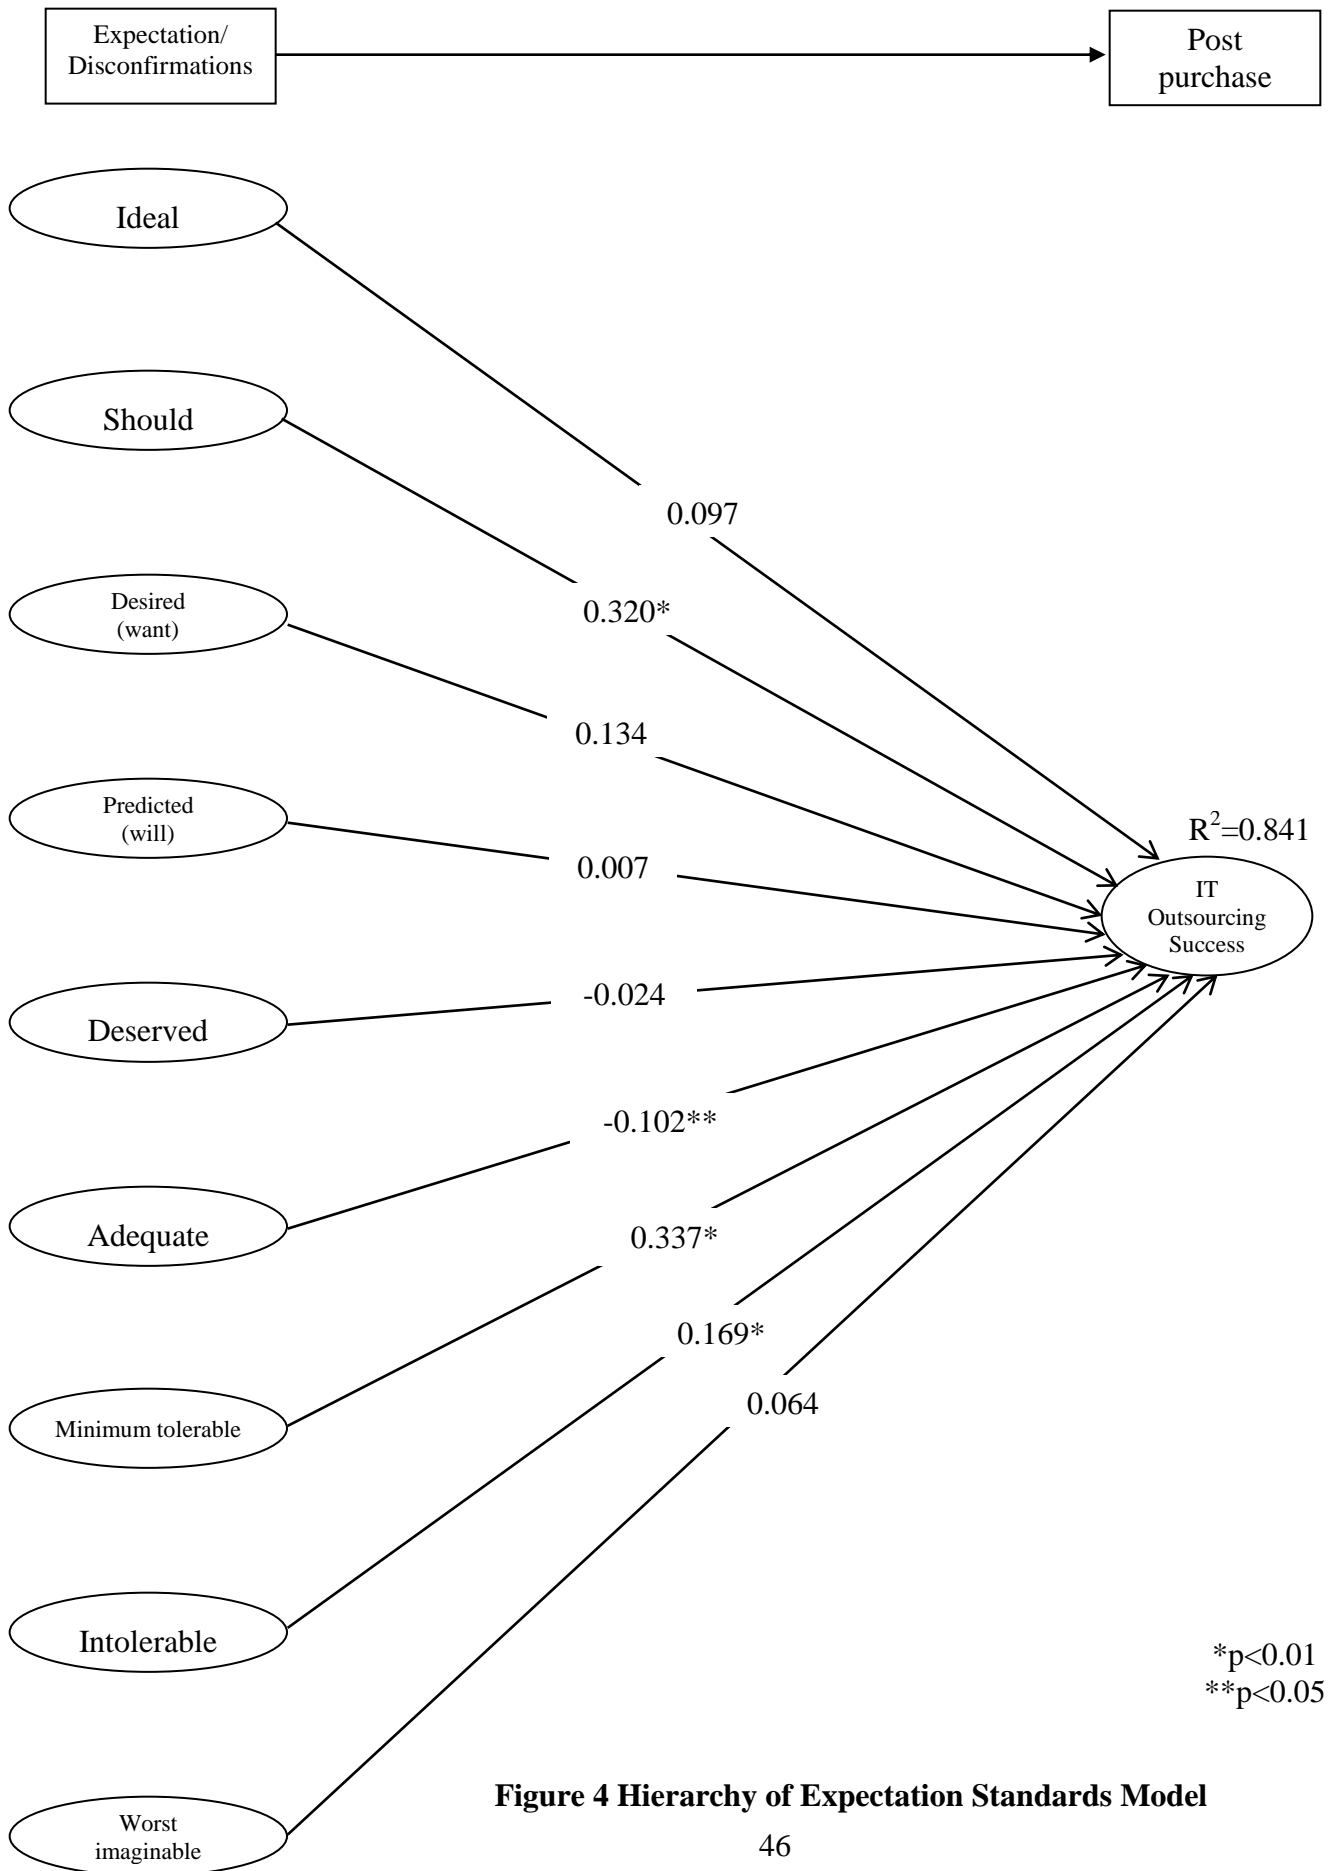 Expectation/
Disconfirmations
Post
purchase
Ideal
Should
0.097
Desired
(want)
0.320*
0.134
Predicted
(will)
R²=0.841
0.007
IT
Outsourcing
Success
Deserved
-0.024
-0.102**
Adequate
0.337*
0.169*
Minimum tolerable
0.064
Intolerable
*p<0.01
**p<0.05
Figure 4 Hierarchy of Expectation Standards Model
Worst
imaginable
46